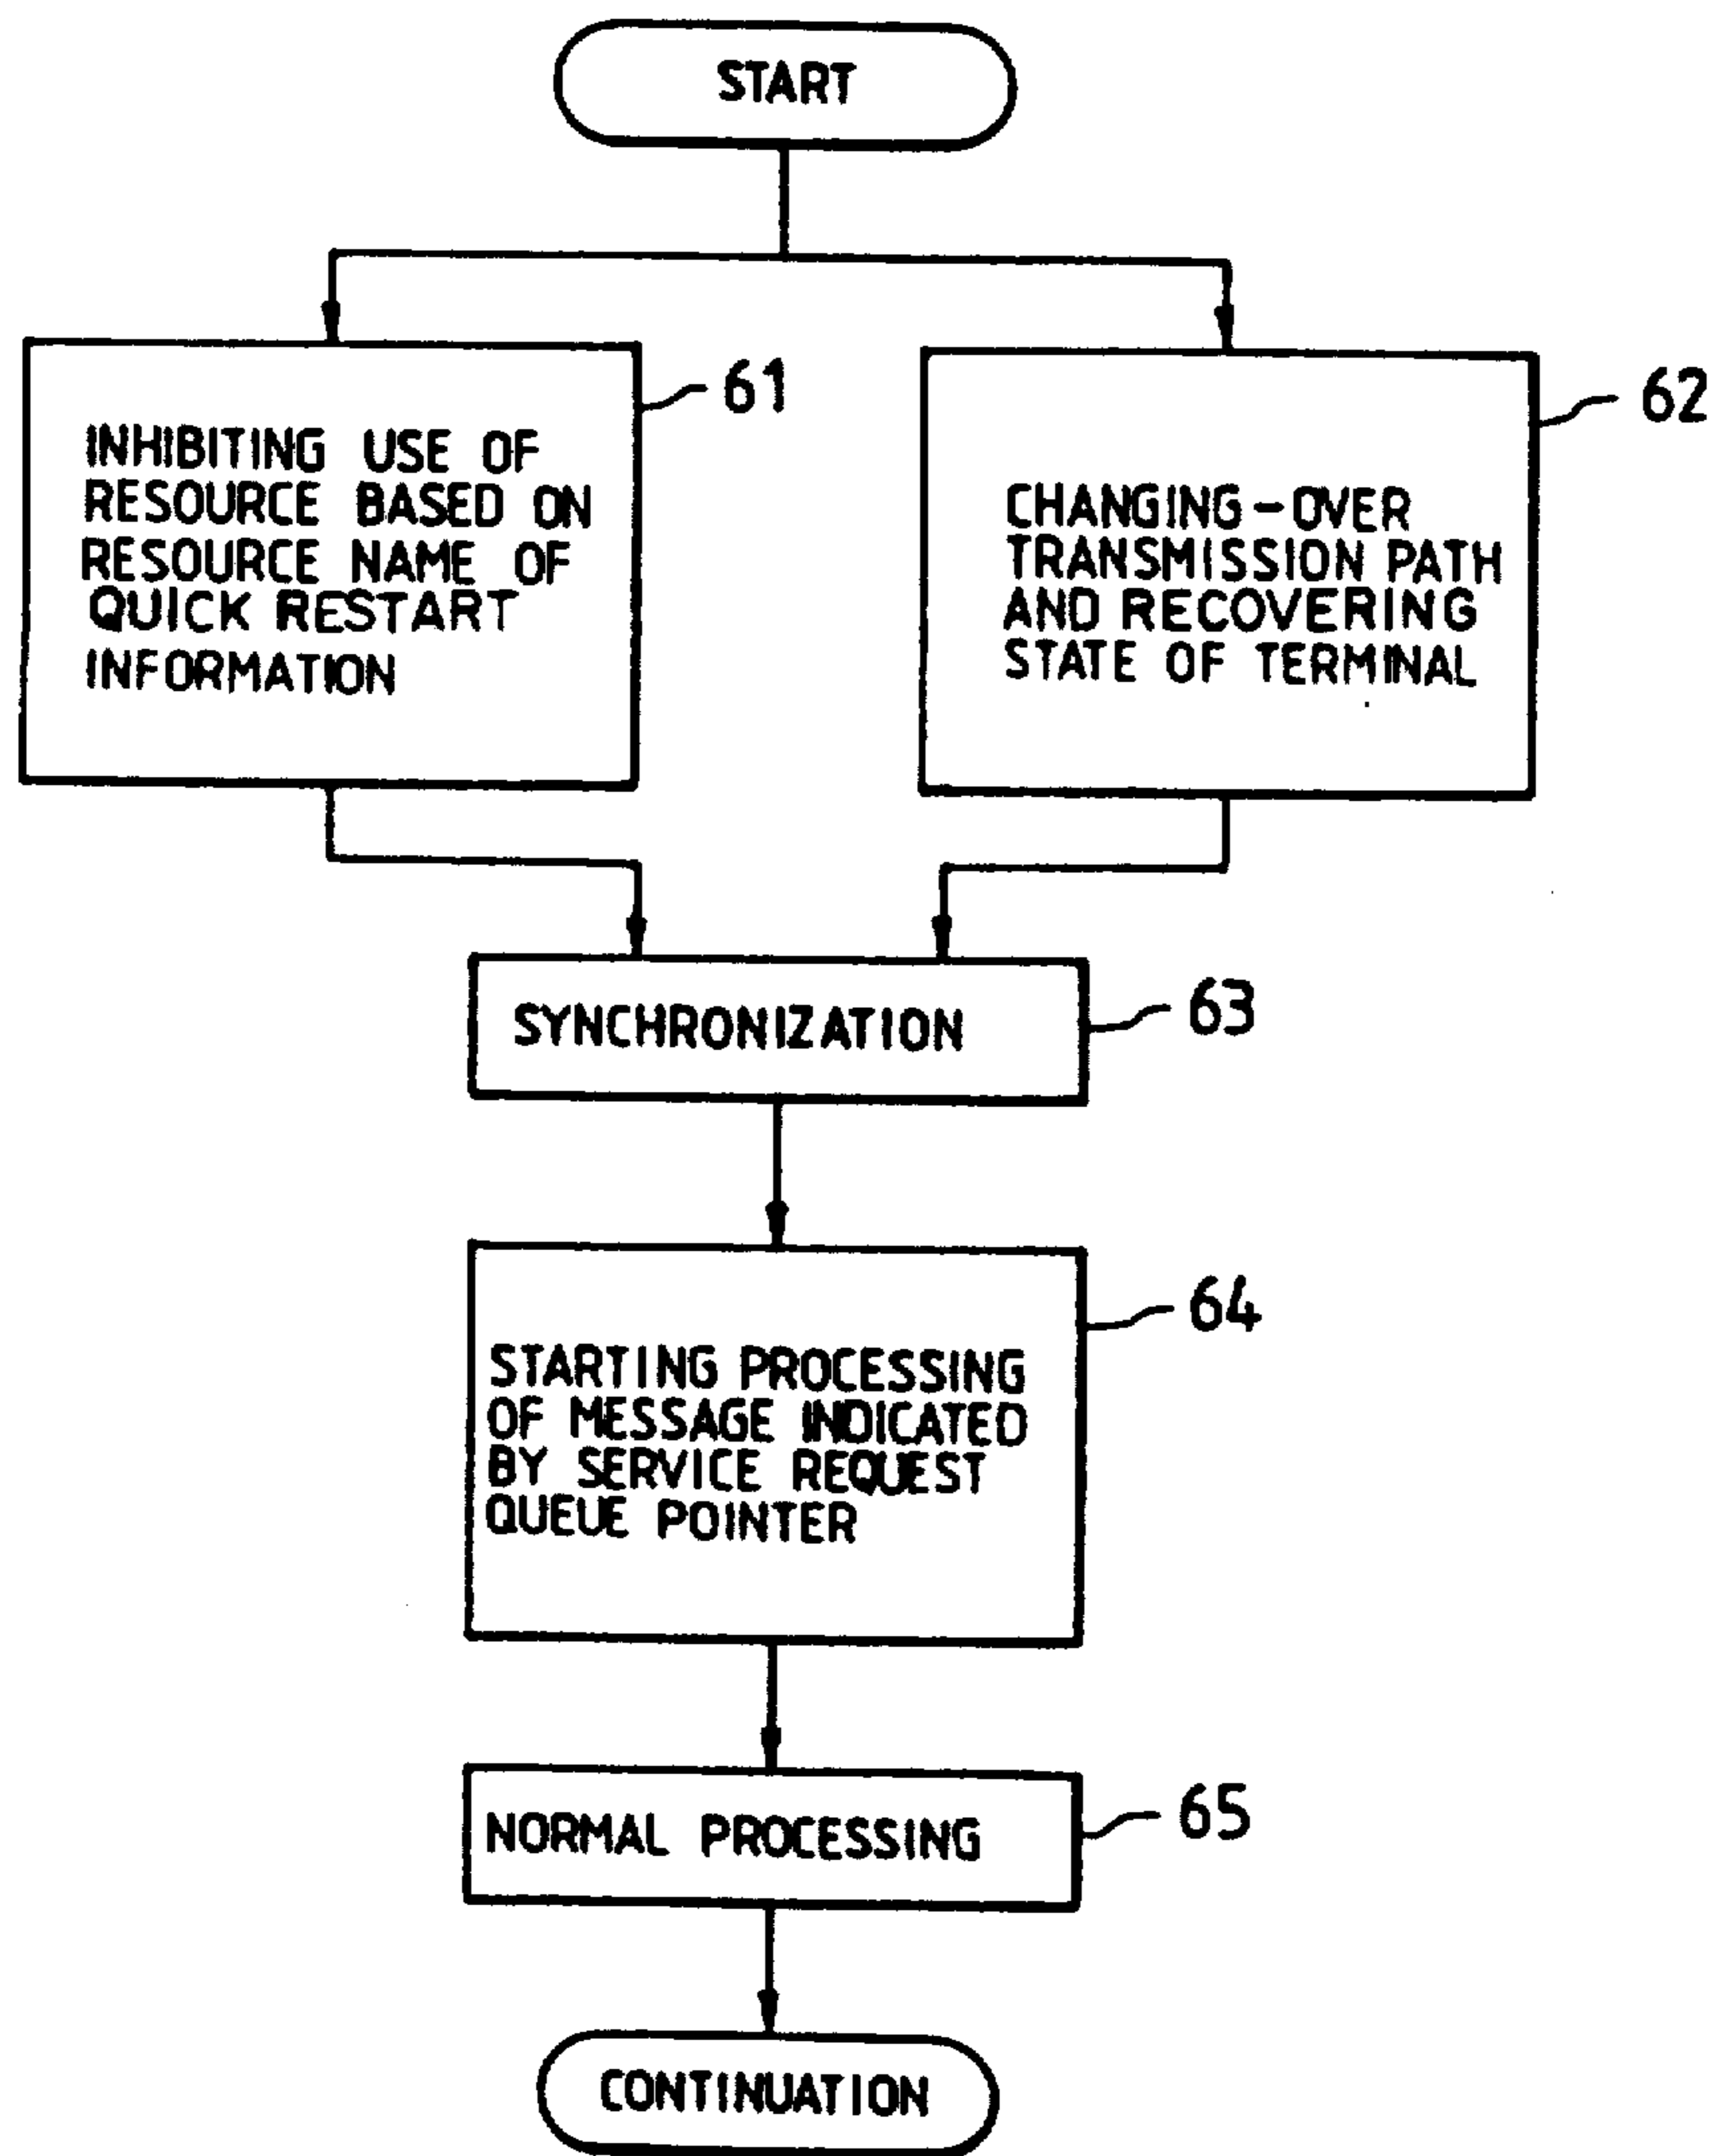 START
61
INHIBITING USE OF
RESOURCE BASED ON
RESOURCE NAME OF
QUICK RESTART
INFORMATION
62
CHANGING-OVER
TRANSMISSION PATH
AND RECOVERING
STATE OF TERMINAL
SYNCHRONIZATION
63
64
STARTING PROCESSING
OF MESSAGE INDICATED
BY SERVICE REQUEST
QUEUE POINTER
NORMAL PROCESSING
65
CONTINUATION